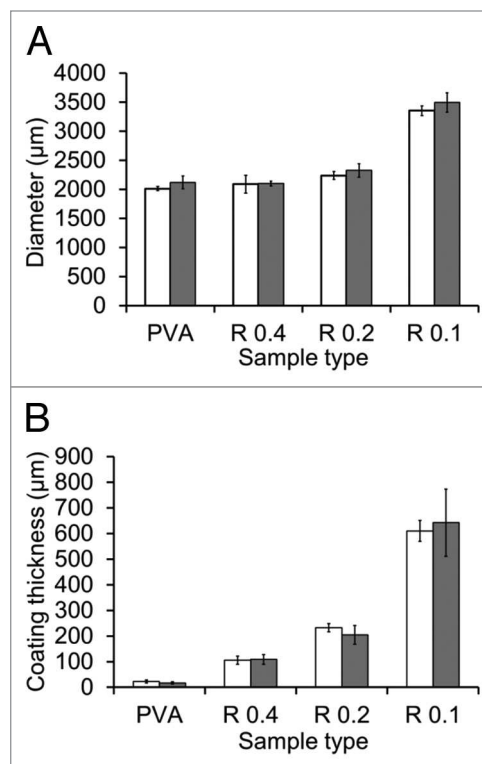 A
Diameter (µm)
4000
3500
3000
2500
2000
1500
1000
500
0
PVA R 0.4 R 0.2 R 0.1
Sample type
B
Coating thickness (µm)
900
800
700
600
500
400
300
200
100
0
PVA R 0.4 R 0.2 R 0.1
Sample type